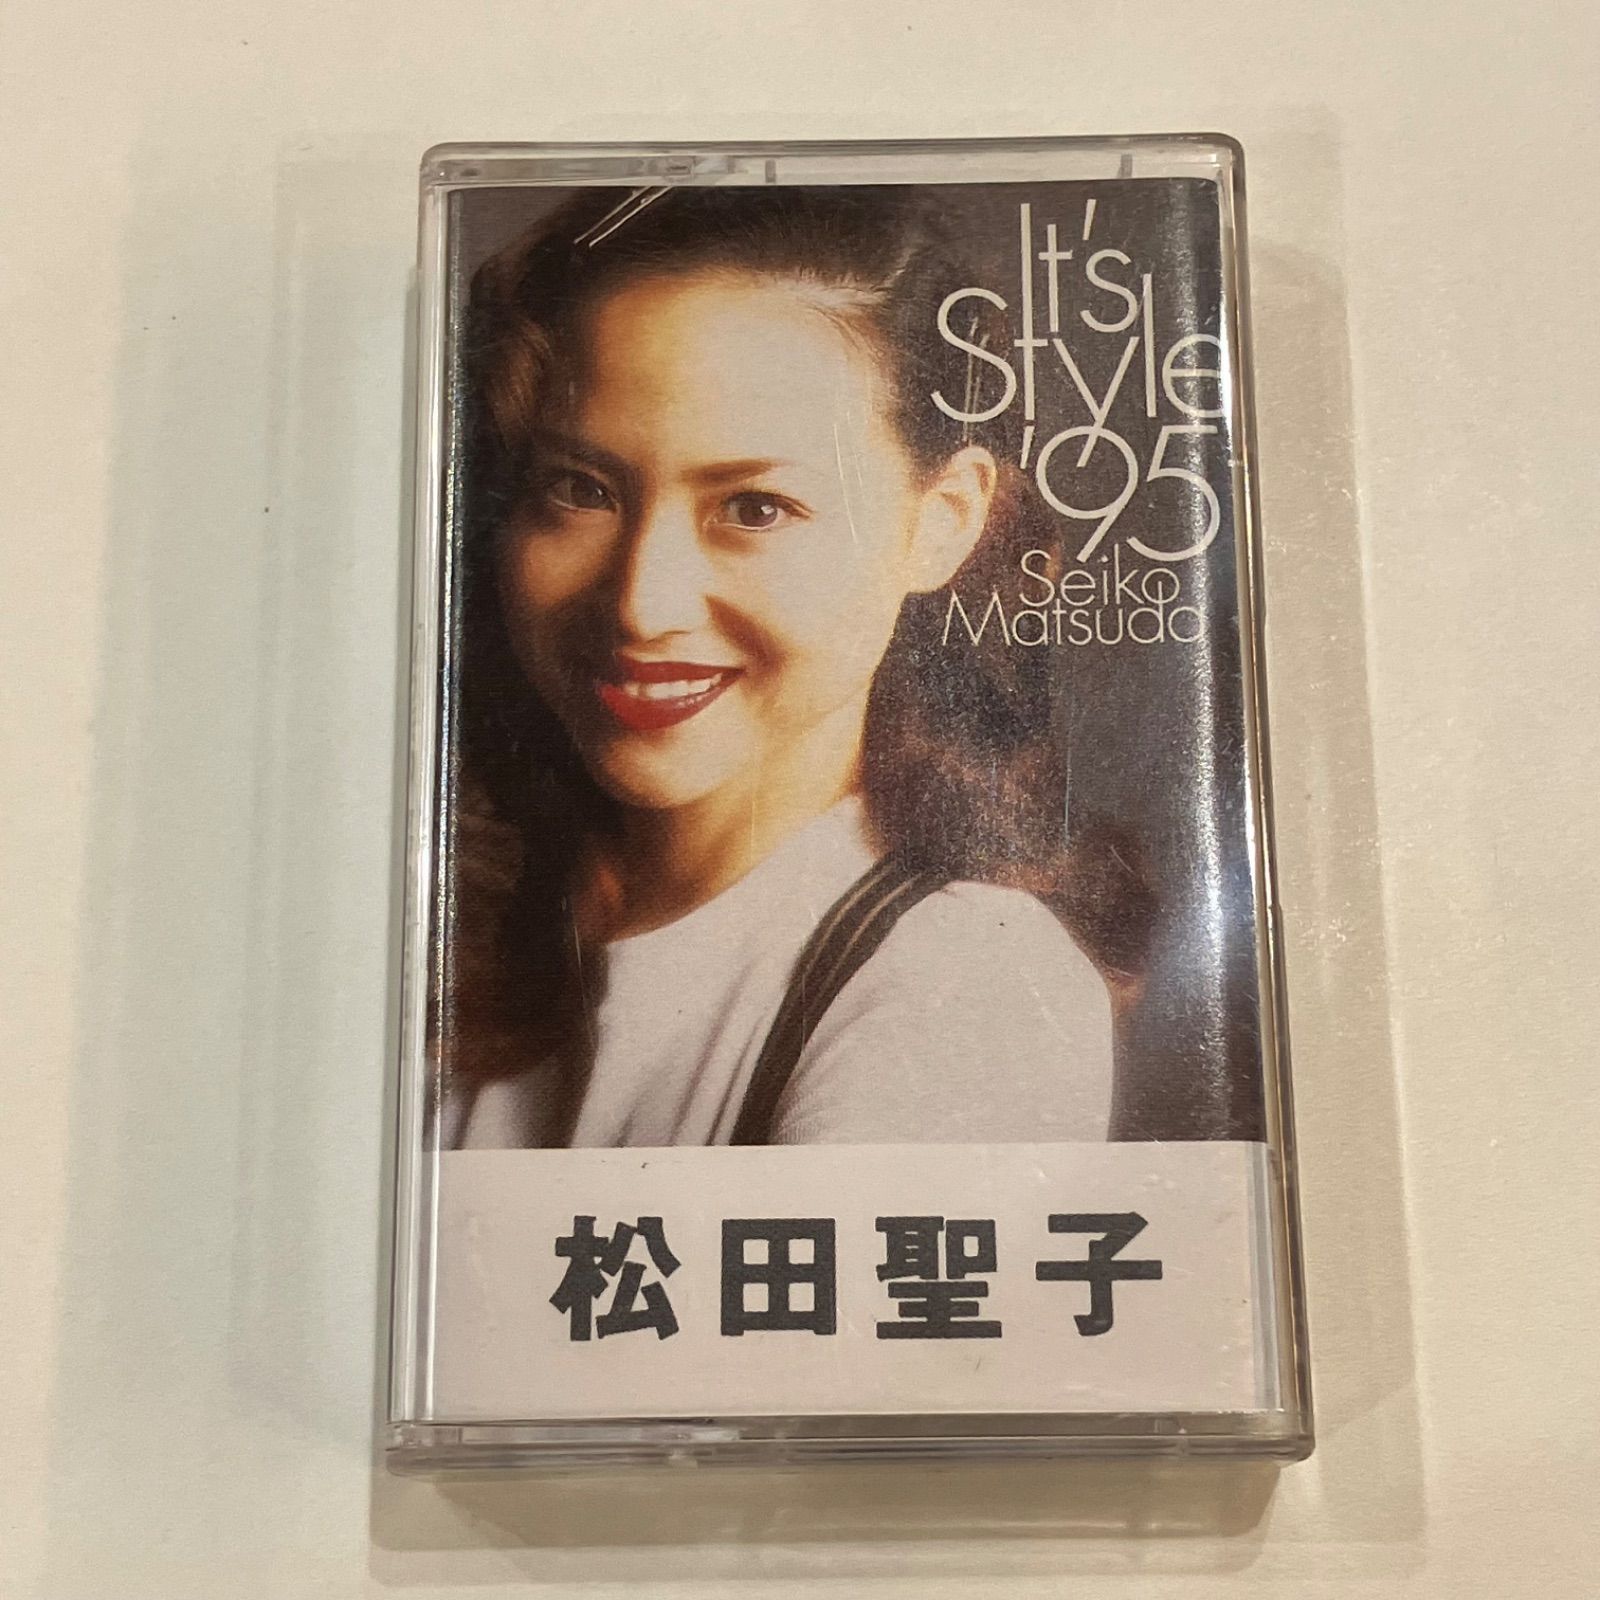 It's
Style
'95
Seiko
Matsuda
松田聖子